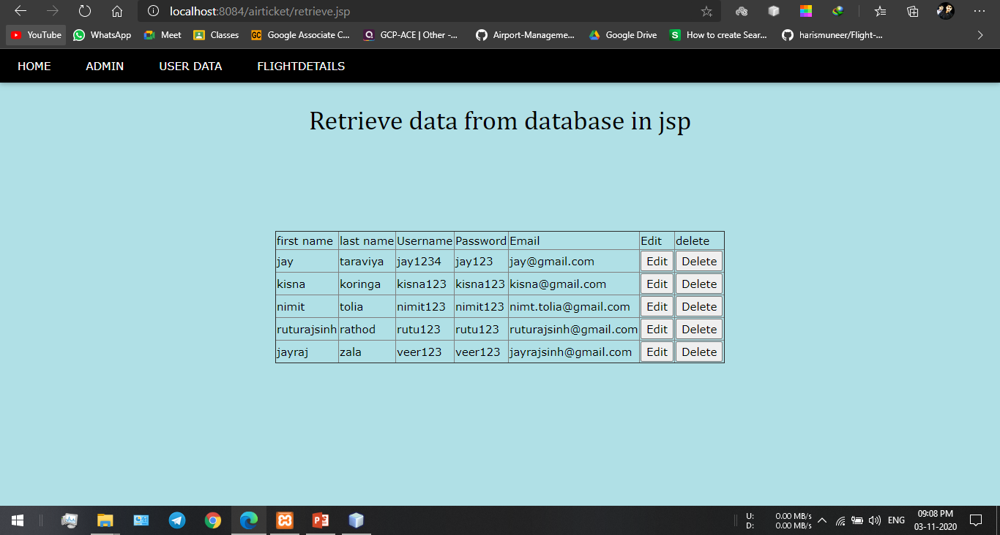 localhost:8084/airticket/retrieve.jsp
YouTube WhatsApp Meet Classes GC Google Associate C... GCP-ACE | Other -... Airport-Manageme... Google Drive S How to create Sear... harismuneer/Flight-...
HOME ADMIN USER DATA FLIGHTDETAILS
Retrieve data from database in jsp
first name last name Username Password Email Edit delete
jay taraviya jay1234 jay123 jay@gmail.com Edit Delete
kisna koringa kisna123 kisna123 kisna@gmail.com Edit Delete
nimit tolia nimit123 nimit123 nimt.tolia@gmail.com Edit Delete
ruturajsinh rathod rutu123 rutu123 ruturajsinh@gmail.com Edit Delete
jayraj zala veer123 veer123 jayrajsinh@gmail.com Edit Delete
U: 0.00 MB/s
D: 0.00 MB/s
ENG
09:08 PM
03-11-2020